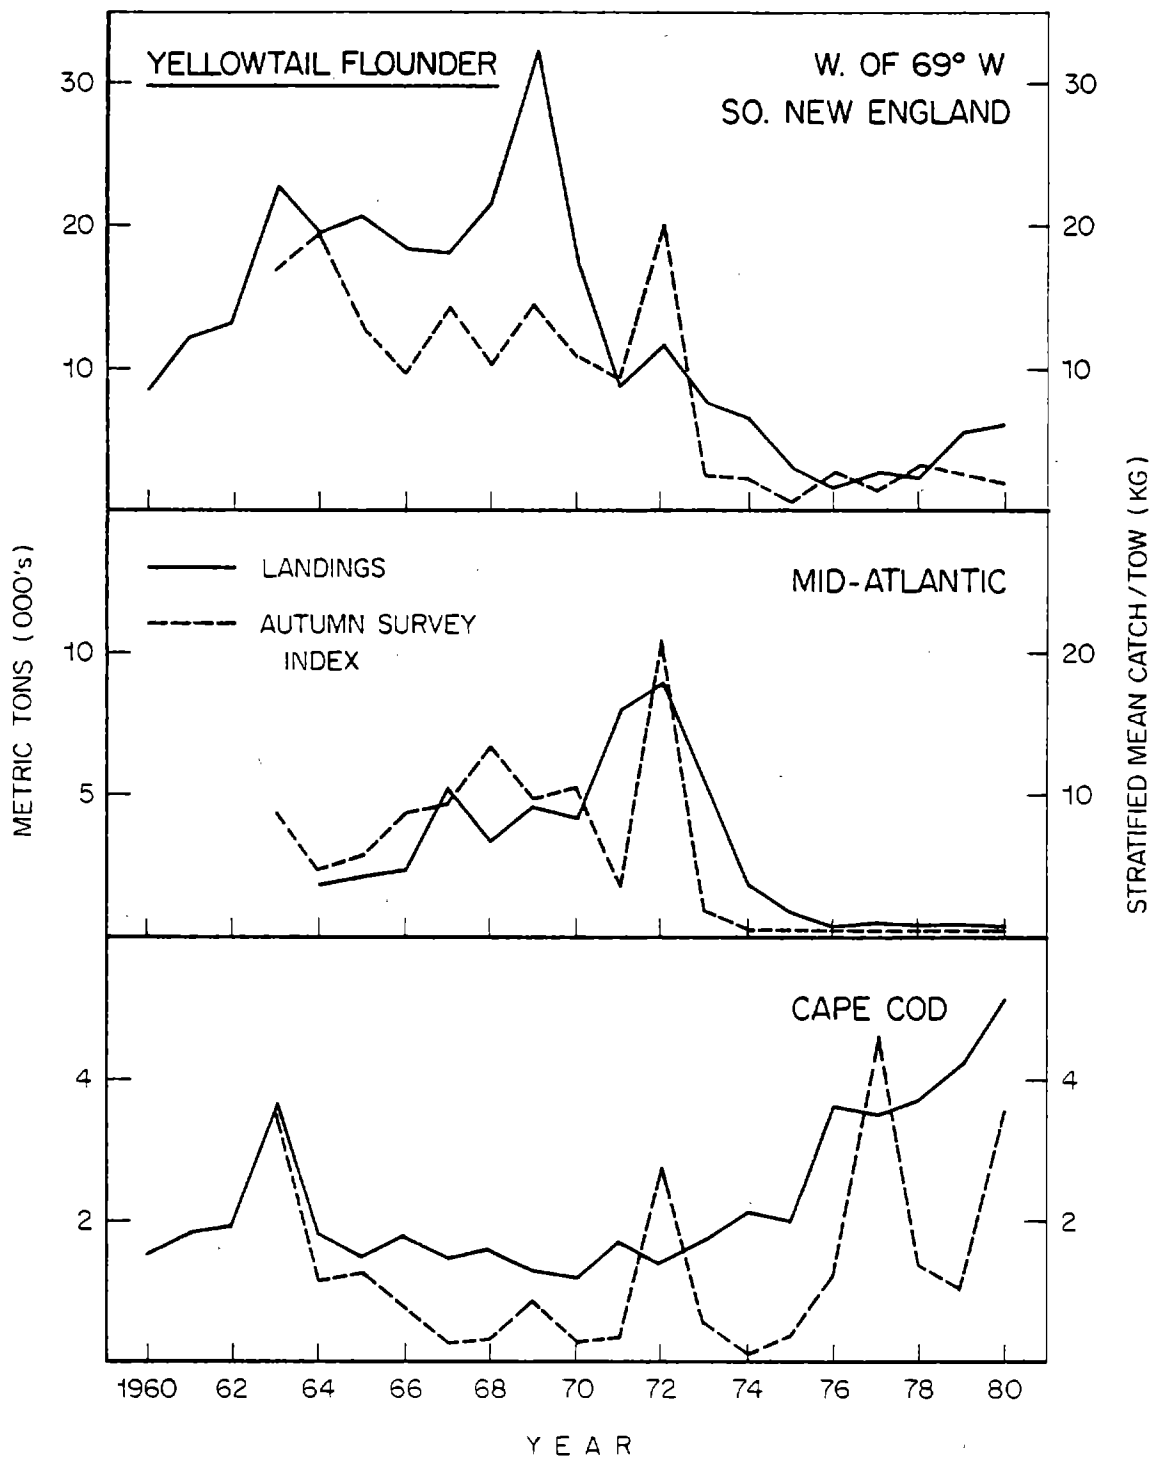 YELLOWTAIL FLOUNDER
W. OF 69° W
SO. NEW ENGLAND
30
20
10
30
20
10
LANDINGS
AUTUMN SURVEY
INDEX
MID-ATLANTIC
10
5
20
10
CAPE COD
4
2
4
2
1960 62 64 66 68 70 72 74 76 78 80
YEAR
METRIC TONS (000's)
STRATIFIED MEAN CATCH/TOW (KG)